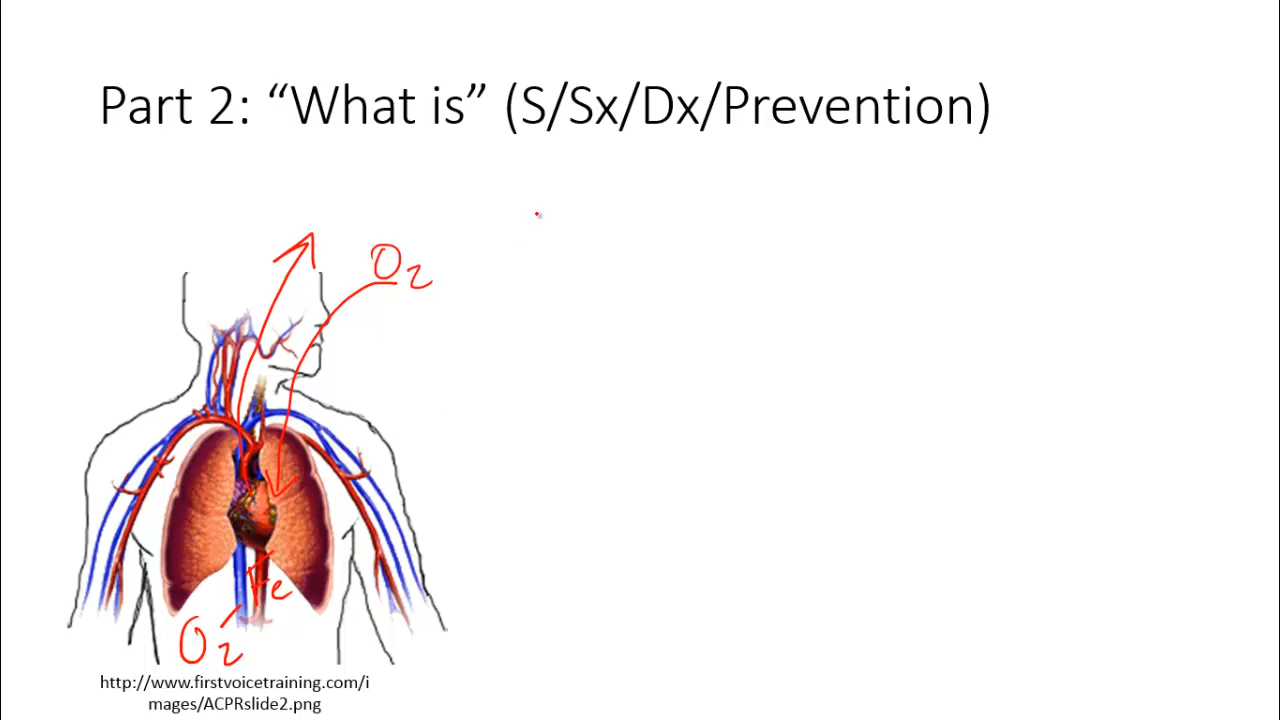 Part 2: “What is” (S/Sx/Dx/Prevention)
O2
Fe
O2
http://www.firstvoicetraining.com/i
mages/ACPRslide2.png